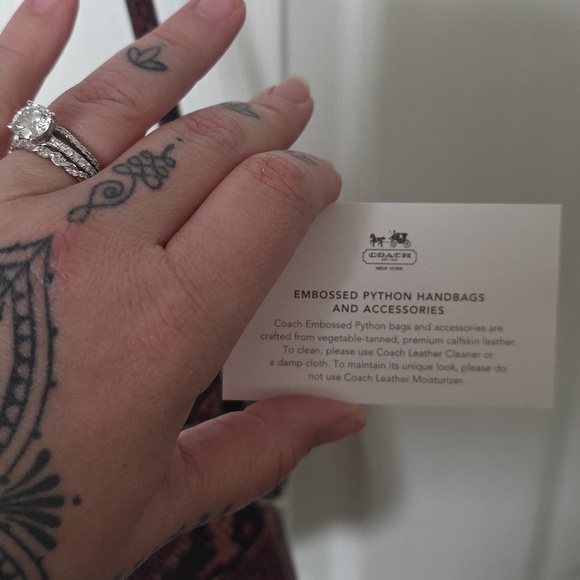 COACH
EST. 1941
NEW YORK
EMBOSSED PYTHON HANDBAGS
AND ACCESSORIES
Coach Embossed Python bags and accessories are
crafted from vegetable-tanned, premium calfskin leather.
To clean, please use Coach Leather Cleaner or
a damp cloth. To maintain its unique look, please do
not use Coach Leather Moisturizer.